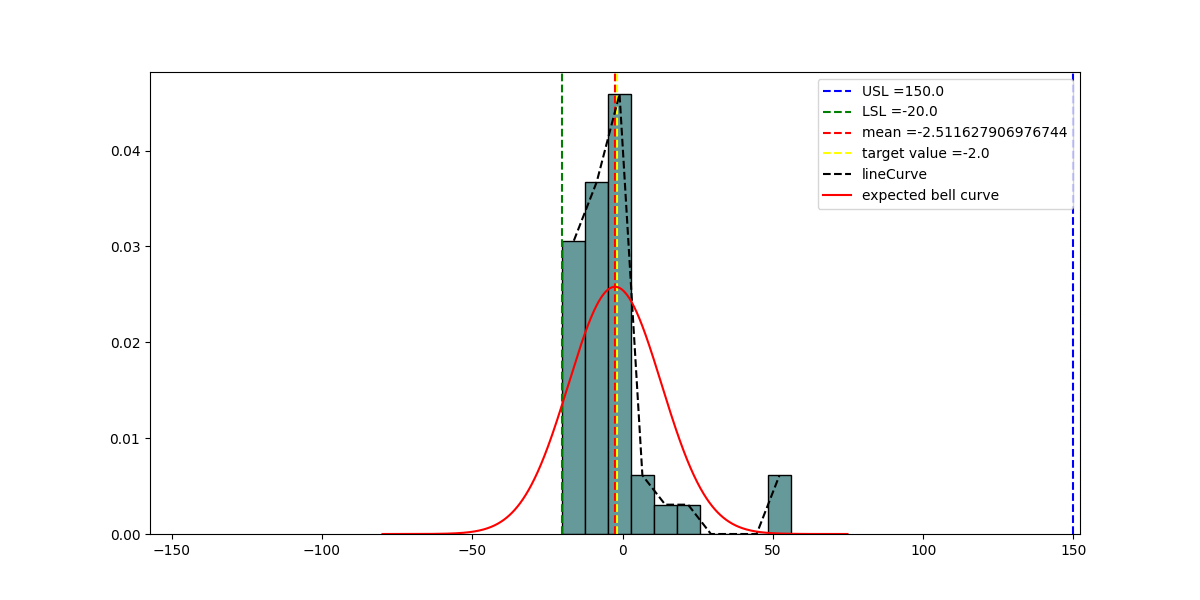 USL =150.0
LSL =-20.0
mean =-2.511627906976744
target value =-2.0
lineCurve
expected bell curve
0.04
0.03
0.02
0.01
0.00
−150 −100 −50 0 50 100 150